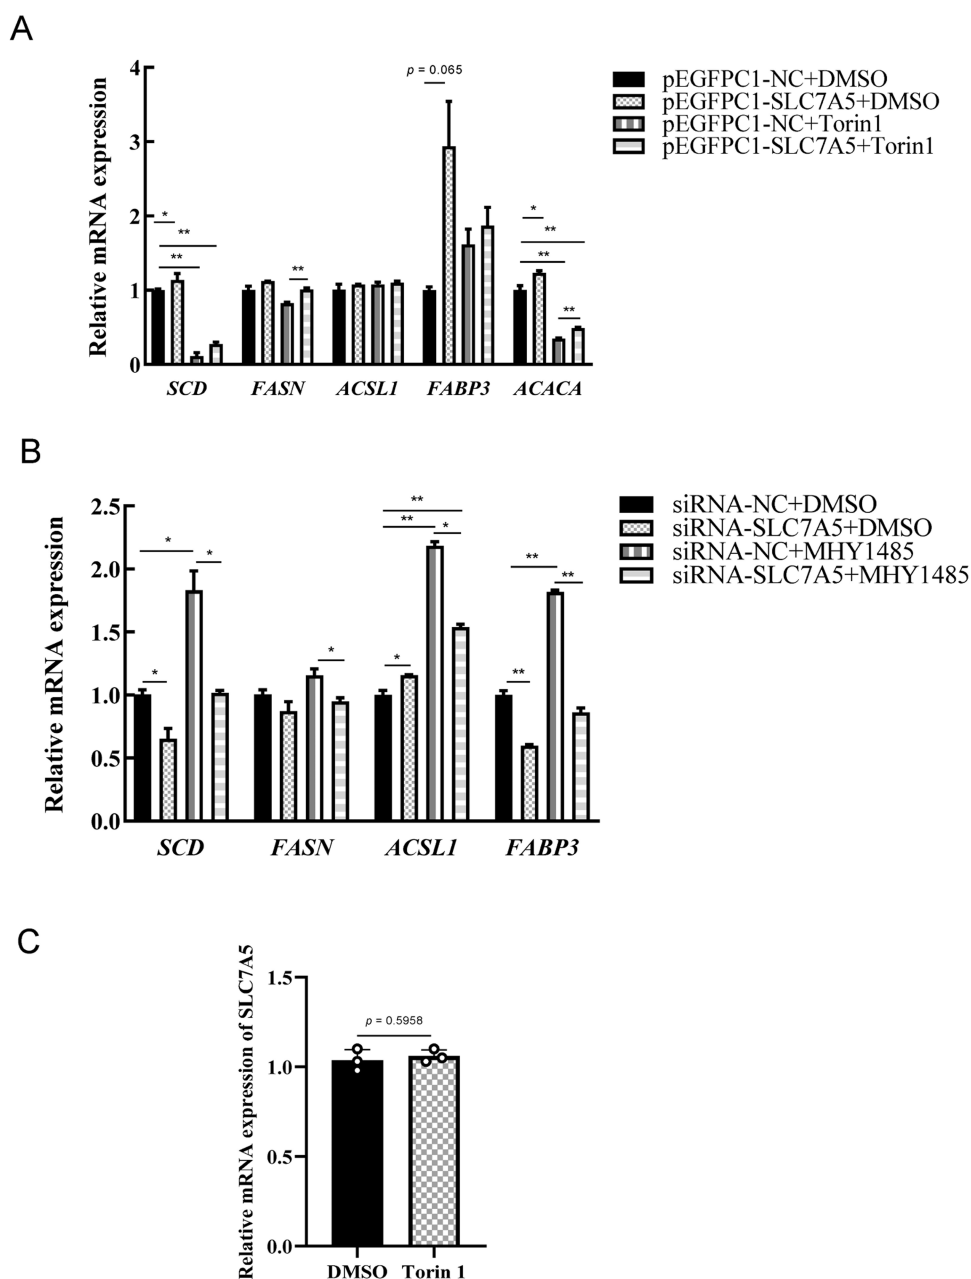 A
Relative mRNA expression
4
3
2
1
0
p = 0.065
*
**
**
**
*
**
**
**
SCD FASN ACSL1 FABP3 ACACA
pEGFPC1-NC+DMSO
pEGFPC1-SLC7A5+DMSO
pEGFPC1-NC+Torin1
pEGFPC1-SLC7A5+Torin1
B
Relative mRNA expression
2.5
2.0
1.5
1.0
0.5
0.0
*
*
*
*
**
**
*
*
**
**
**
SCD FASN ACSL1 FABP3
siRNA-NC+DMSO
siRNA-SLC7A5+DMSO
siRNA-NC+MHY1485
siRNA-SLC7A5+MHY1485
C
Relative mRNA expression of SLC7A5
1.5
1.0
0.5
0.0
p = 0.5958
DMSO Torin 1